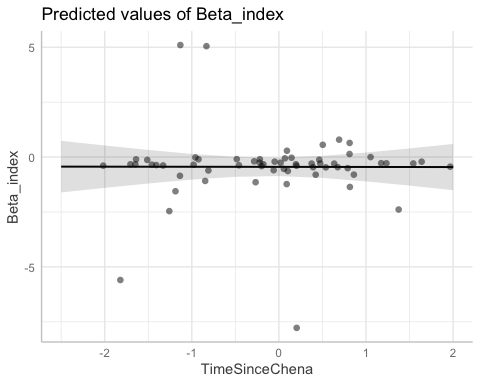 Predicted values of Beta_index
5
0
-5
Beta_index
-2
-1
0
1
2
TimeSinceChena